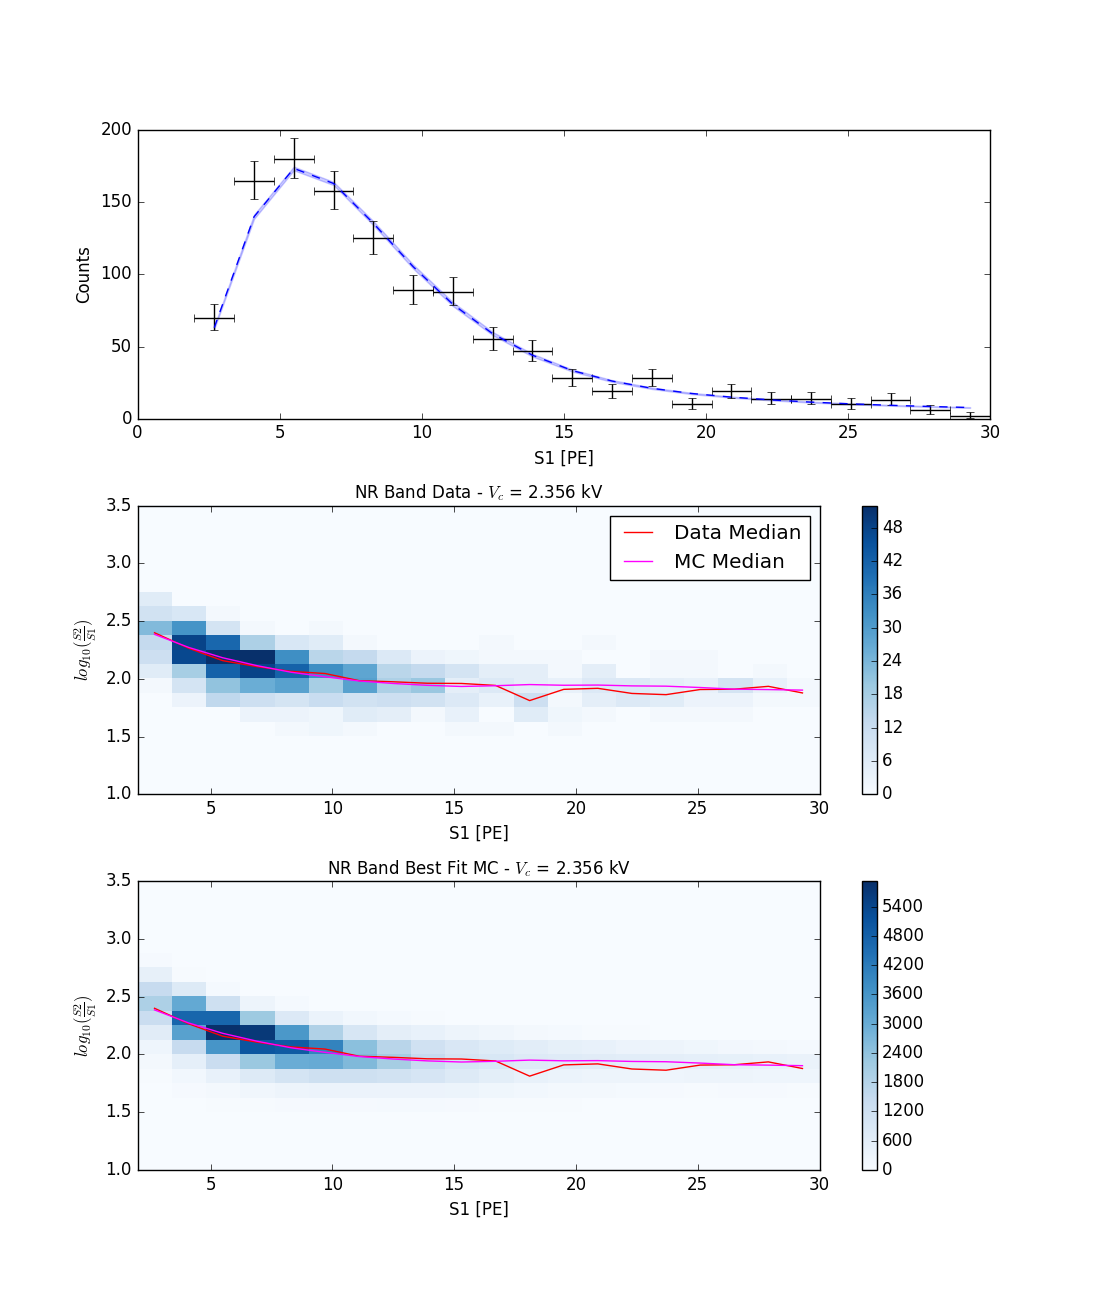 200
150
100
50
0
Counts
0 5 10 15 20 25 30
S1 [PE]
NR Band Data - V_c = 2.356 kV
3.5
3.0
2.5
2.0
1.5
1.0
log_10(S2/S1)
Data Median
MC Median
48
42
36
30
24
18
12
6
0
5 10 15 20 25 30
S1 [PE]
NR Band Best Fit MC - V_c = 2.356 kV
3.5
3.0
2.5
2.0
1.5
1.0
log_10(S2/S1)
5400
4800
4200
3600
3000
2400
1800
1200
600
0
5 10 15 20 25 30
S1 [PE]